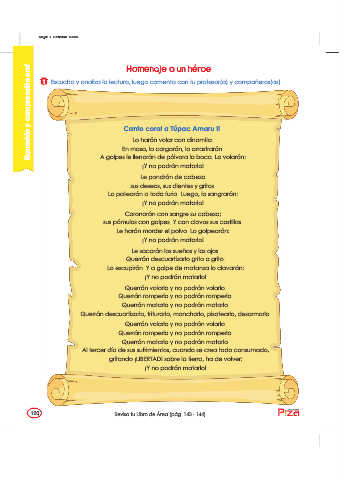 Homenaje a un héroe
1 Escucha y analiza la lectura, luego comenta con tu profesor(a) y compañeros(as)
Canto coral a Túpac Amaru II
Lo harán volar con dinamita
En masa, lo cargarán, lo arrastrarán
A golpes le llenarán de pólvora la boca Lo volarán:
¡Y no podrán matarlo!
Le pondrán de cabeza
sus deseos, sus dientes y gritos
Lo patearán a toda furia Luego, lo sangrarán:
¡Y no podrán matarlo!
Coronarán con sangre su cabeza;
sus pómulos con golpes Y con clavos sus costillas
Le harán morder el polvo Lo golpearán:
¡Y no podrán matarlo!
Le sacarán los sueños y los ojos
Querrán descuartizarlo grito a grito
Lo escupirán Y a golpe de matanza lo clavarán:
¡Y no podrán matarlo!
Querrán volarlo y no podrán volarlo
Querrán romperlo y no podrán romperlo
Querrán matarlo y no podrán matarlo
Querrán descuartizarlo, triturarlo, mancharlo, pisotearlo, desarmarlo
Querrán volarlo y no podrán volarlo
Querrán romperlo y no podrán romperlo
Querrán matarlo y no podrán matarlo
Al tercer día de sus sufrimientos, cuando se crea todo consumado,
gritando ¡LIBERTAD! sobre la tierra, ha de volver;
¡Y no podrán matarlo!
Revisa tu Libro de Área (pág. 143 - 144)